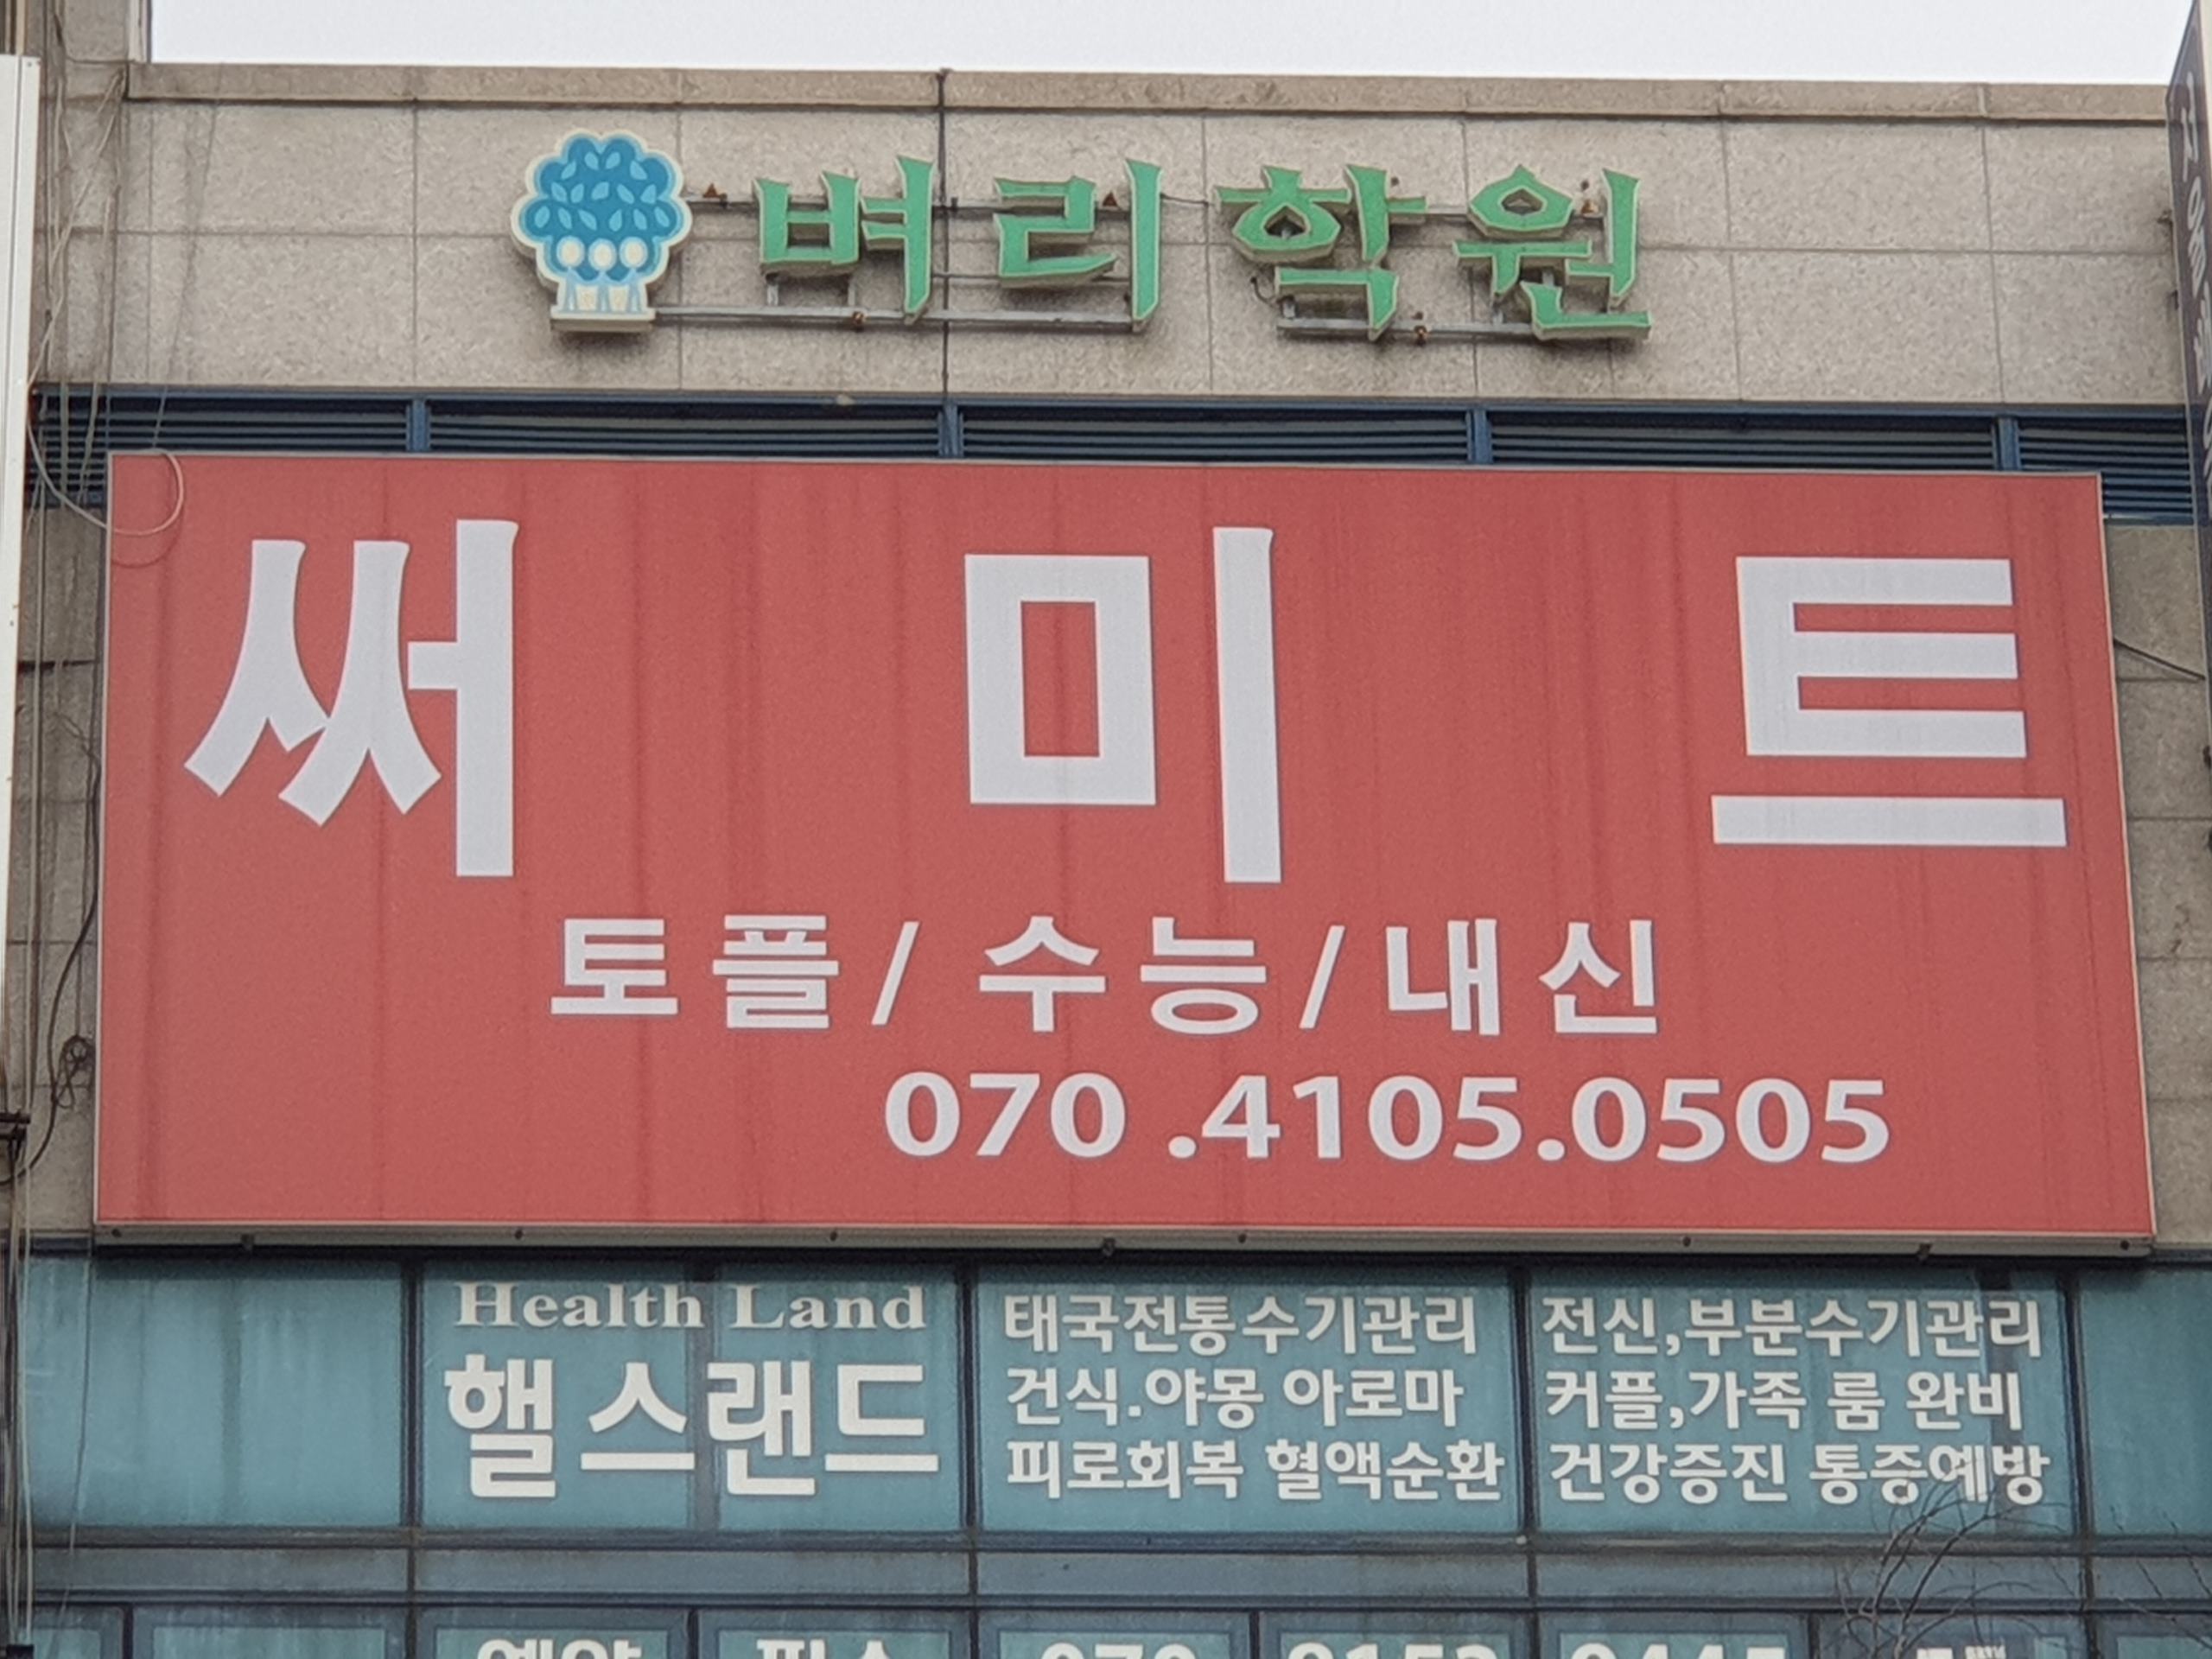 벼리학원
써미트
토플/수능/내신
070.4105.0505
Health Land
핼스랜드
태국전통수기관리
건식.야몽 아로마
피로회복 혈액순환
전신,부분수기관리
커플,가족 룸 완비
건강증진 통증예방